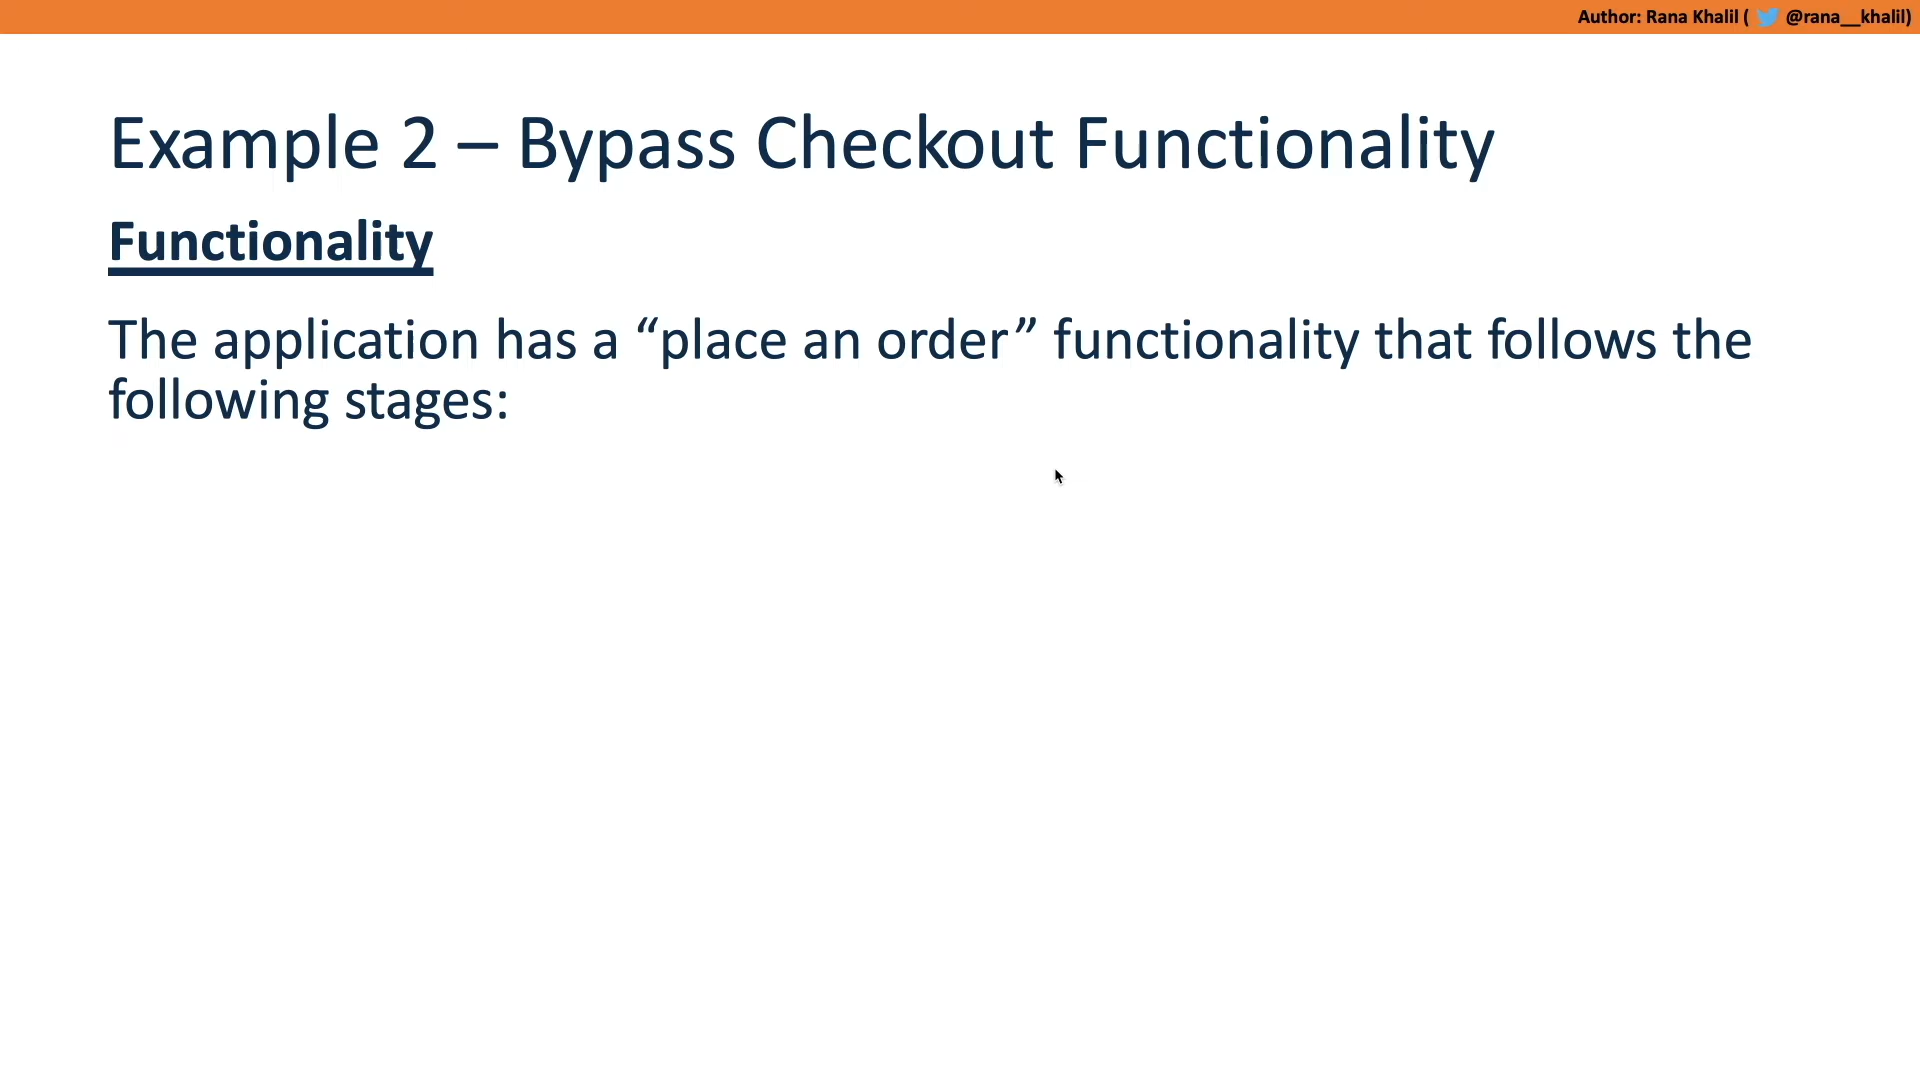 Author: Rana Khalil ( @rana__khalil)
Example 2 – Bypass Checkout Functionality
Functionality
The application has a “place an order” functionality that follows the
following stages: